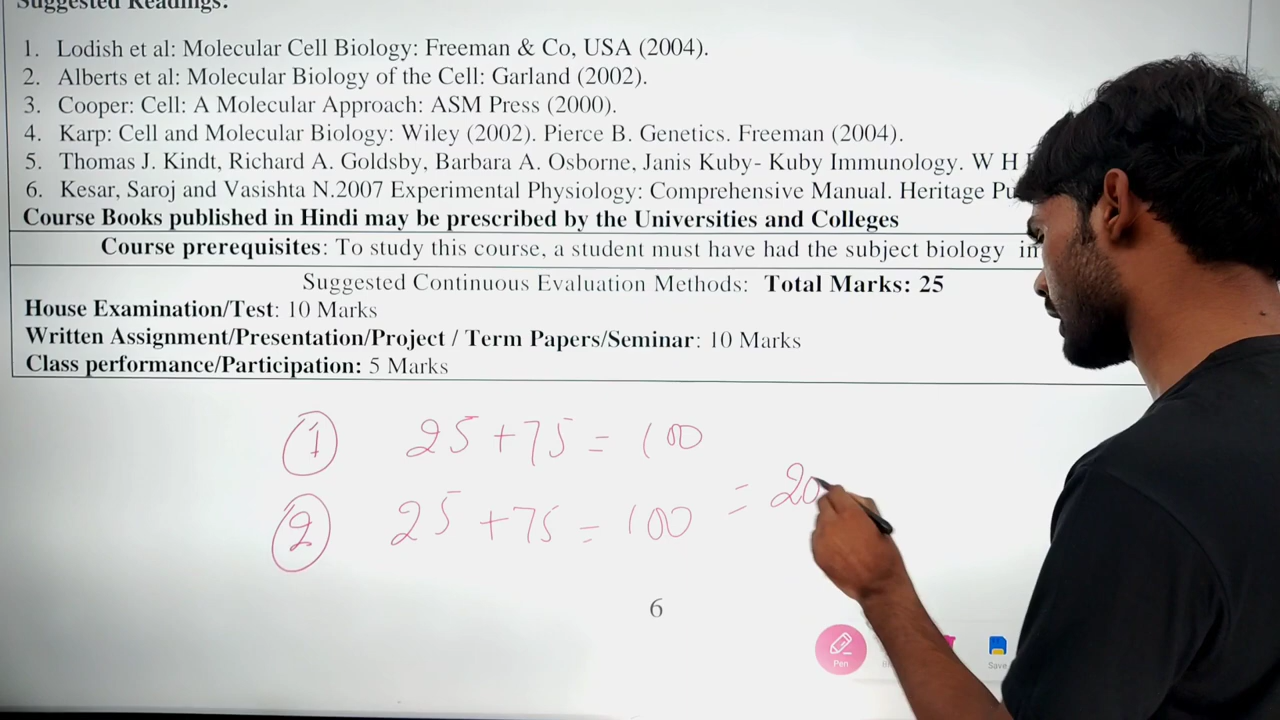 Suggested Readings:
1. Lodish et al: Molecular Cell Biology: Freeman & Co, USA (2004).
2. Alberts et al: Molecular Biology of the Cell: Garland (2002).
3. Cooper: Cell: A Molecular Approach: ASM Press (2000).
4. Karp: Cell and Molecular Biology: Wiley (2002). Pierce B. Genetics. Freeman (2004).
5. Thomas J. Kindt, Richard A. Goldsby, Barbara A. Osborne, Janis Kuby- Kuby Immunology. W H
6. Kesar, Saroj and Vasishta N.2007 Experimental Physiology: Comprehensive Manual. Heritage
Course Books published in Hindi may be prescribed by the Universities and Colleges
Course prerequisites: To study this course, a student must have had the subject biology in
Suggested Continuous Evaluation Methods: Total Marks: 25
House Examination/Test: 10 Marks
Written Assignment/Presentation/Project / Term Papers/Seminar: 10 Marks
Class performance/Participation: 5 Marks
1 25+75=100
2 25+75=100 = 20
6
Pen Save